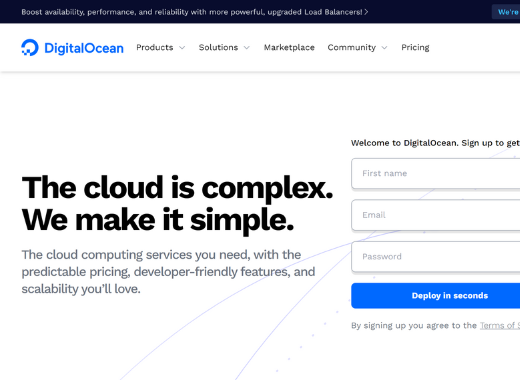 Boost availability, performance, and reliability with more powerful, upgraded Load Balancers!
We're
DigitalOcean Products Solutions Marketplace Community Pricing
Welcome to DigitalOcean. Sign up to get
First name
Email
Password
Deploy in seconds
By signing up you agree to the Terms of
The cloud is complex.
We make it simple.
The cloud computing services you need, with the
predictable pricing, developer-friendly features, and
scalability you'll love.